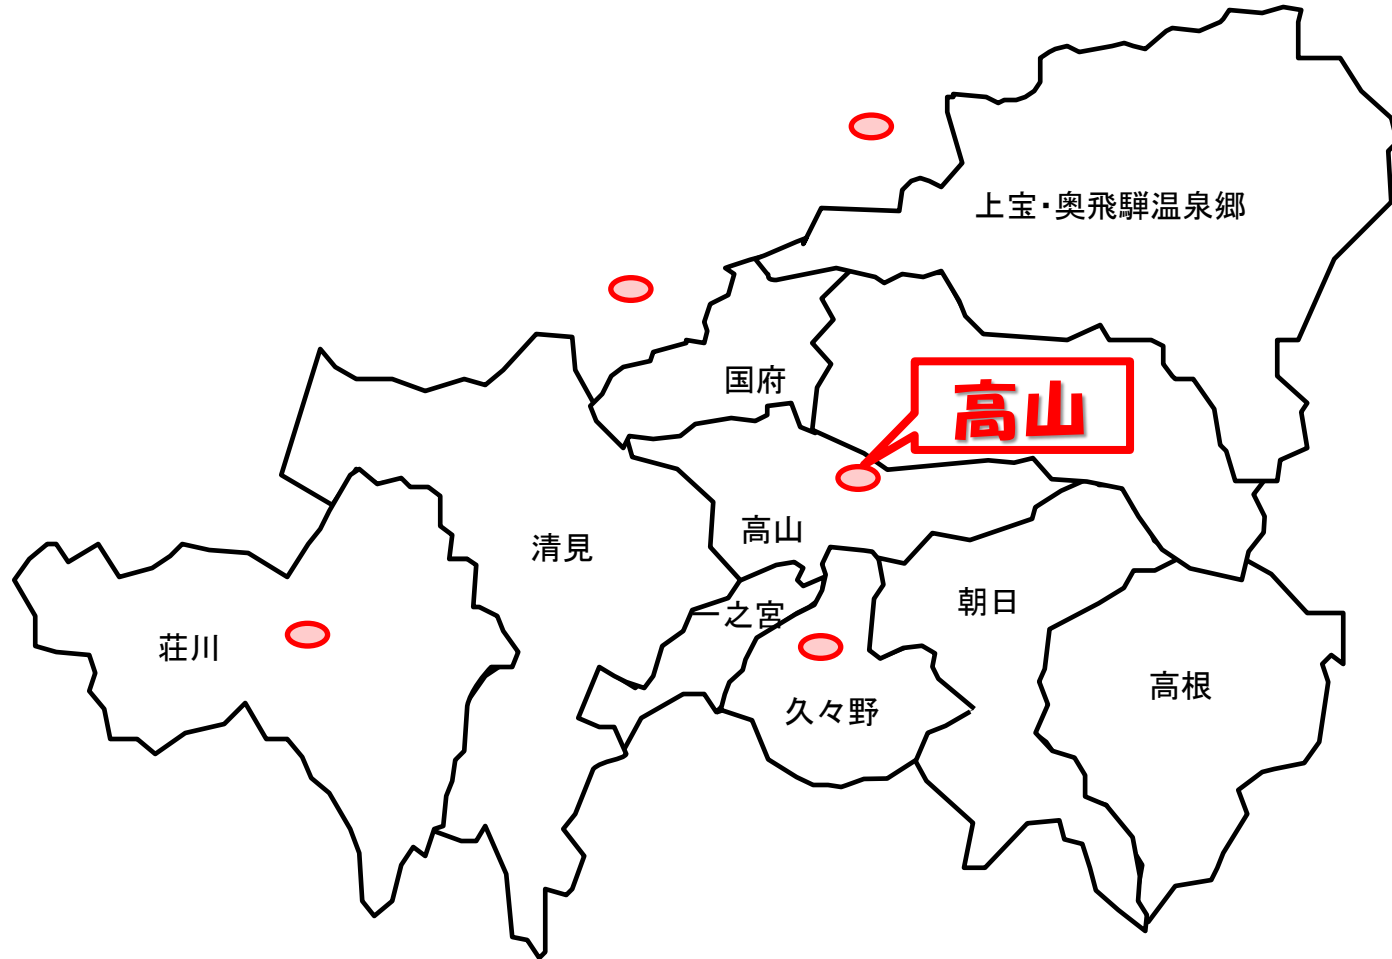 上宝・奥飛騨温泉郷
国府
高山
高山
清見
一之宮
朝日
荘川
久々野
高根